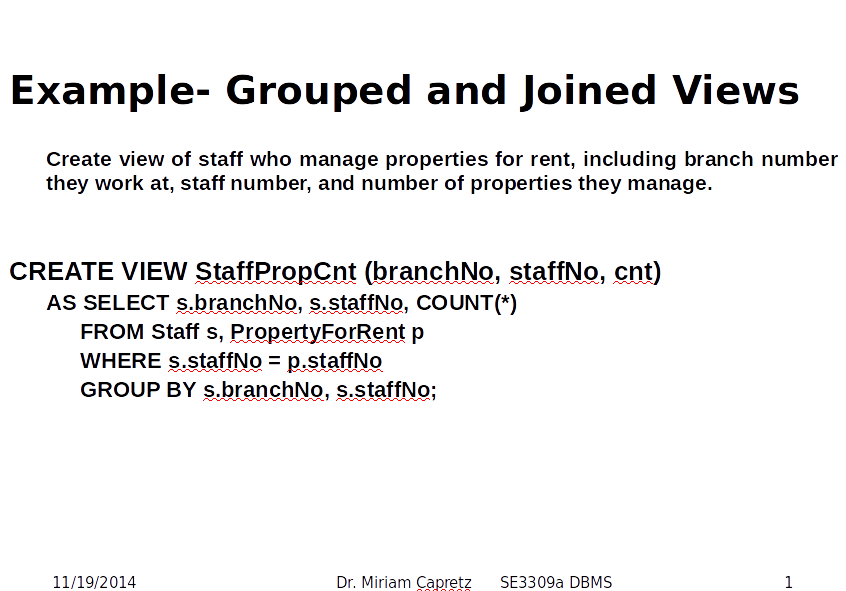 Example- Grouped and Joined Views
Create view of staff who manage properties for rent, including branch number
they work at, staff number, and number of properties they manage.
CREATE VIEW StaffPropCnt (branchNo, staffNo, cnt)
AS SELECT s.branchNo, s.staffNo, COUNT(*)
FROM Staff s, PropertyForRent p
WHERE s.staffNo = p.staffNo
GROUP BY s.branchNo, s.staffNo;
11/19/2014 Dr. Miriam Capretz SE3309a DBMS 1